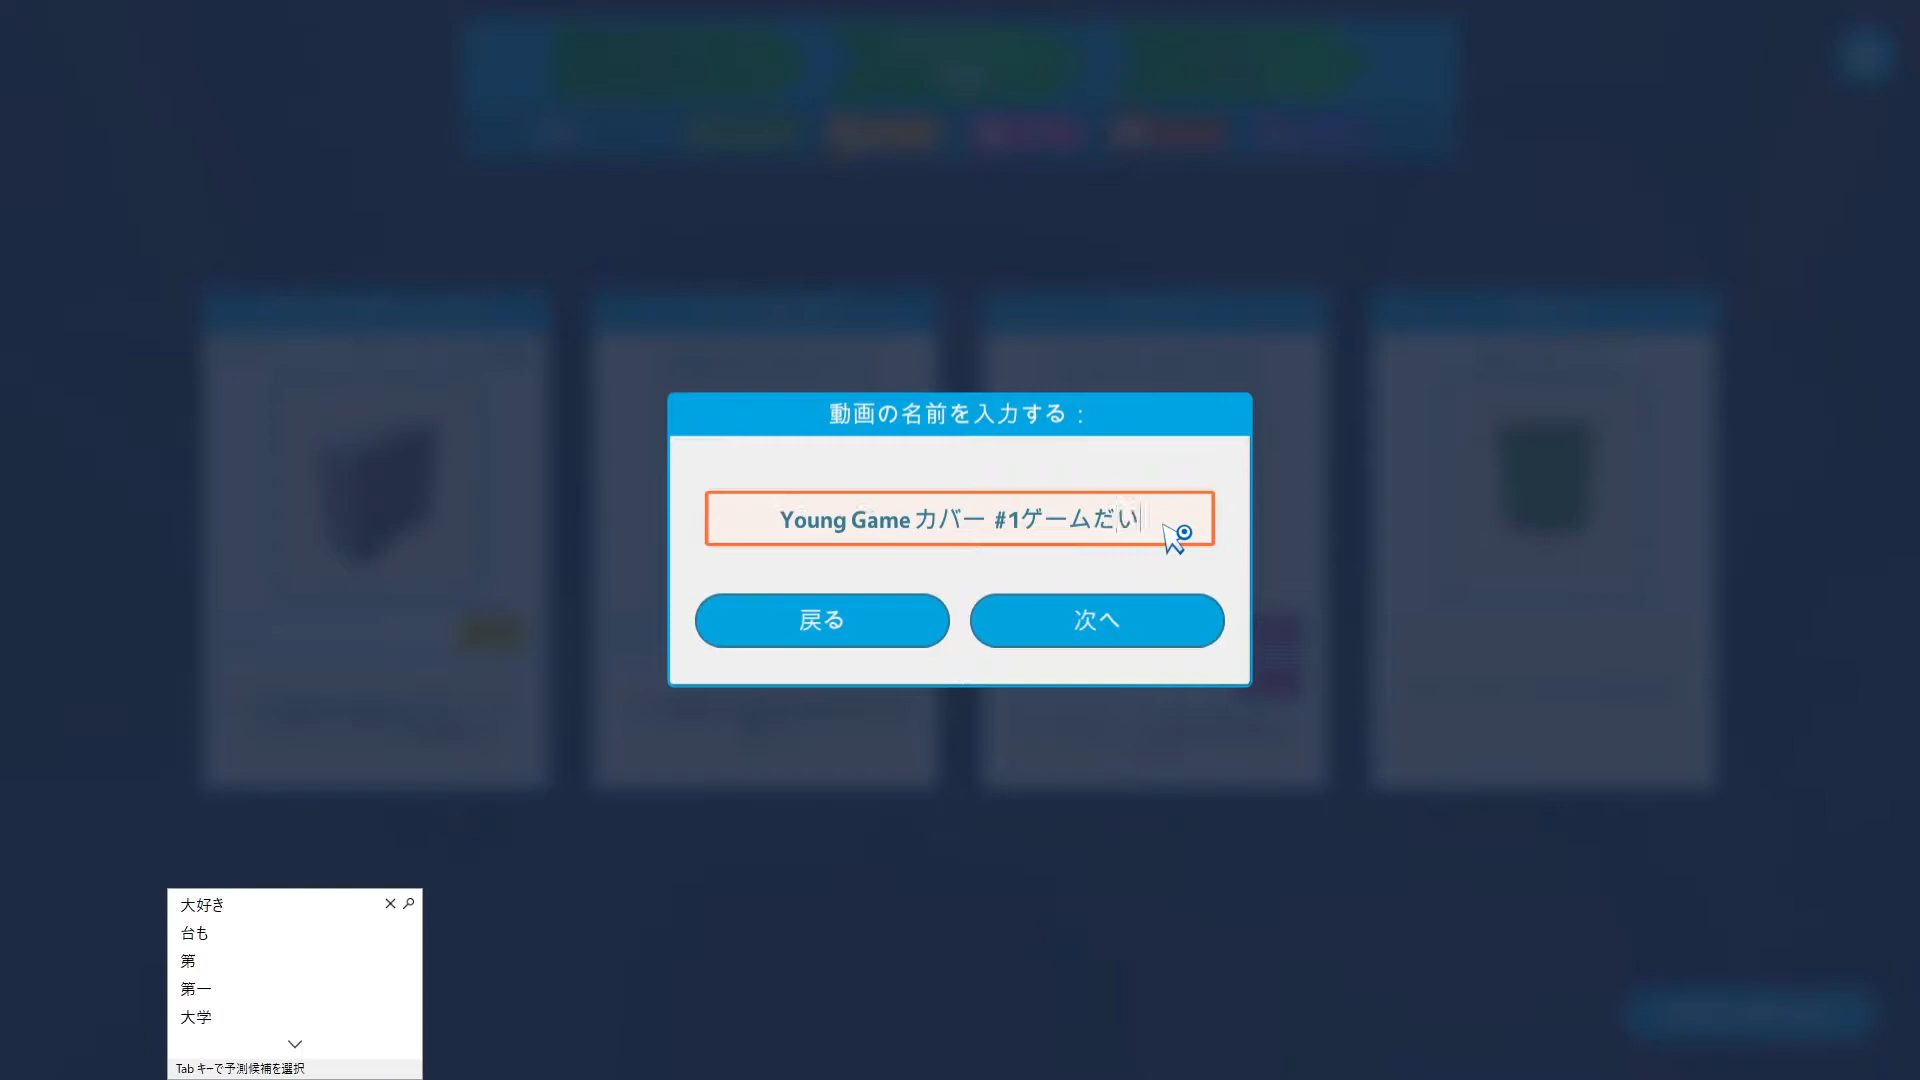 動画の名前を入力する：
Young Game カバー #1ゲームだい
戻る
次へ
大好き
台も
第
第一
大学
Tab キーで予測候補を選択